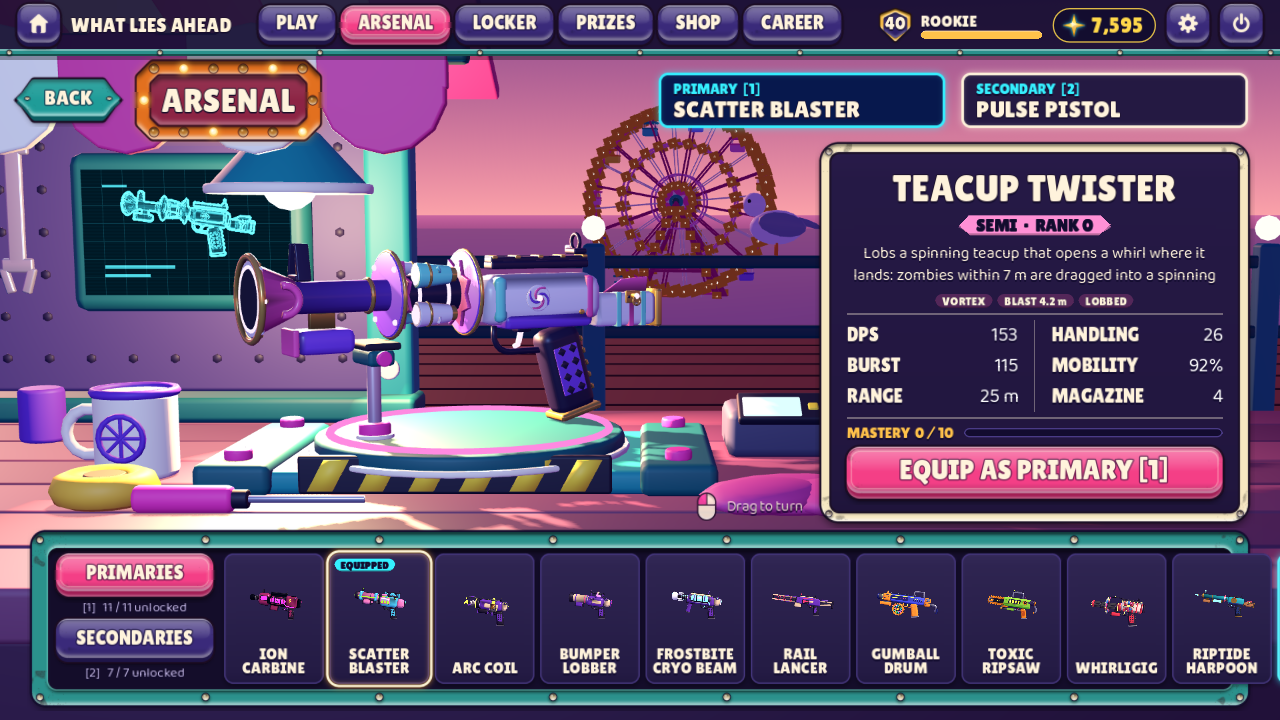 WHAT LIES AHEAD
PLAY
ARSENAL
LOCKER
PRIZES
SHOP
CAREER
40
ROOKIE
7,595
BACK
ARSENAL
PRIMARY [1]
SCATTER BLASTER
SECONDARY [2]
PULSE PISTOL
TEACUP TWISTER
SEMI · RANK 0
Lobs a spinning teacup that opens a whirl where it
lands: zombies within 7 m are dragged into a spinning
VORTEX
BLAST 4.2 m
LOBBED
DPS 153
HANDLING 26
BURST 115
MOBILITY 92%
RANGE 25 m
MAGAZINE 4
MASTERY 0 / 10
EQUIP AS PRIMARY [1]
Drag to turn
PRIMARIES
[1] 11 / 11 unlocked
SECONDARIES
[2] 7 / 7 unlocked
ION
CARBINE
EQUIPPED
SCATTER
BLASTER
ARC COIL
BUMPER
LOBBER
FROSTBITE
CRYO BEAM
RAIL
LANCER
GUMBALL
DRUM
TOXIC
RIPSAW
WHIRLIGIG
RIPTIDE
HARPOON